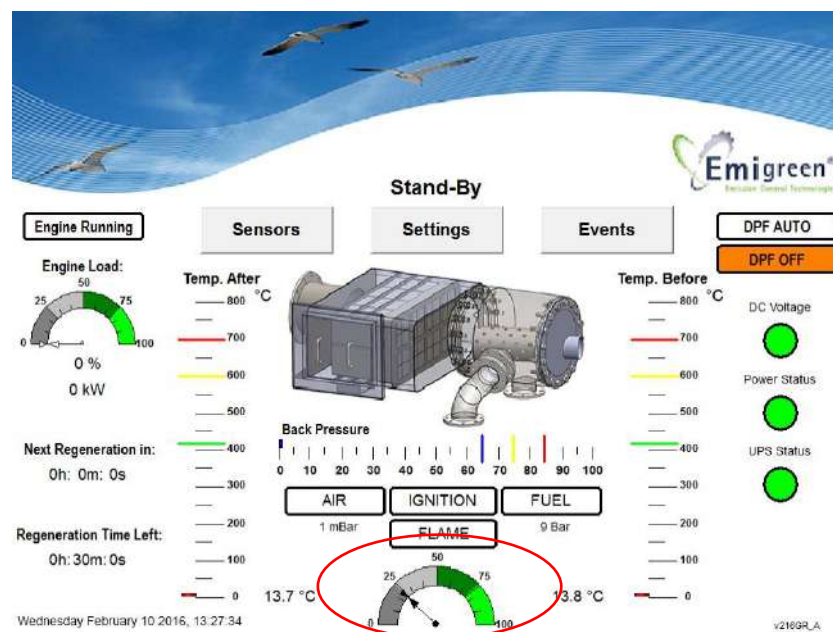 Emigreen®
Emission Control Technologies
Stand-By
Engine Running
Sensors
Settings
Events
DPF AUTO
DPF OFF
Engine Load:
0
25
50
75
100
0 %
0 kW
Next Regeneration in:
0h: 0m: 0s
Regeneration Time Left:
0h:30m:0s
Temp. After
°C
800
700
600
500
400
300
200
100
0
13.7 °C
Back Pressure
0 10 20 30 40 50 60 70 80 90 100
AIR
IGNITION
FUEL
1 mBar
FLAME
9 Bar
0
25
50
75
100
Temp. Before
°C
800
700
600
500
400
300
200
100
0
13.8 °C
DC Voltage
Power Status
UPS Status
Wednesday February 10 2016, 13:27:34
v216GR_A